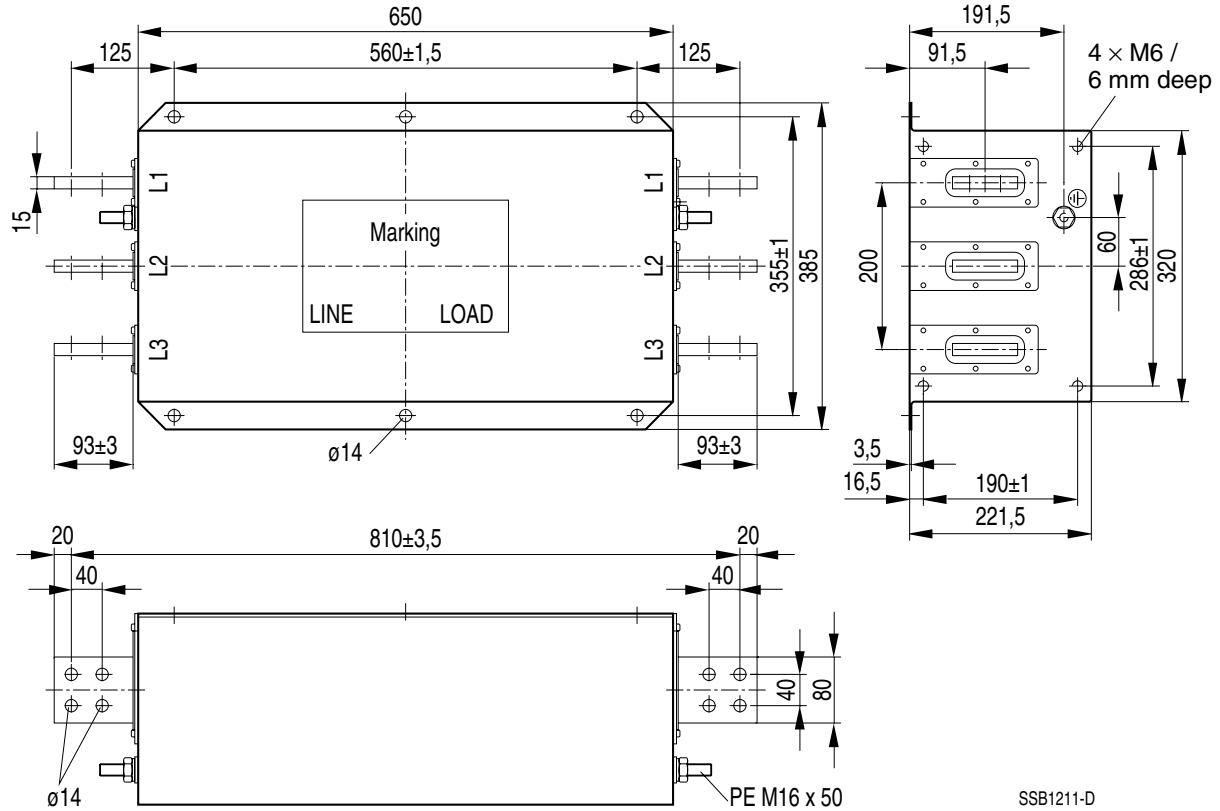 650
125
560±1,5
125
191,5
91,5
4 × M6 /
6 mm deep
15
L1
L2
L3
Marking
LINE
LOAD
L1
L2
L3
355±1
385
200
60
286±1
320
93±3
ø14
93±3
3,5
16,5
190±1
221,5
20
810±3,5
20
40
40
40
80
ø14
PE M16 x 50
SSB1211-D